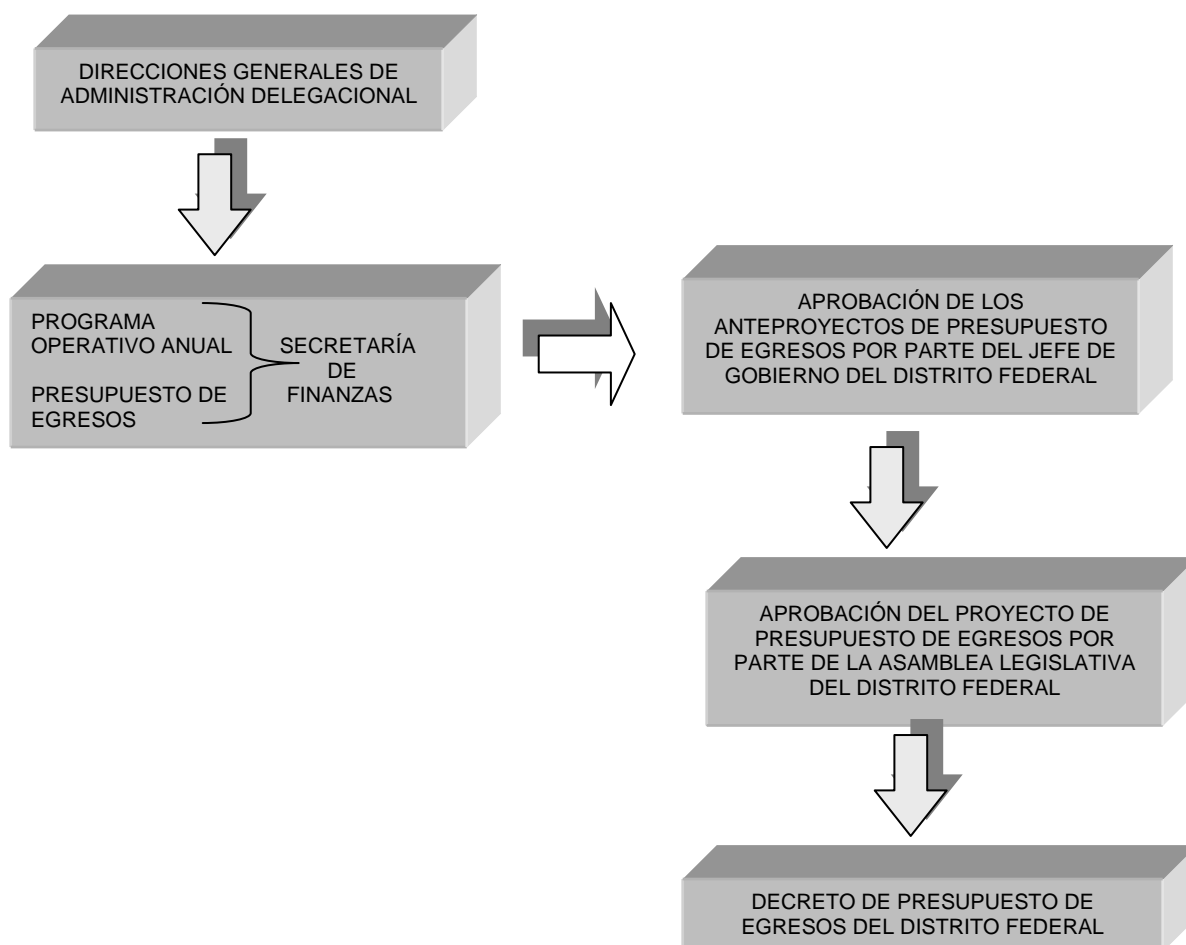 DIRECCIONES GENERALES DE
ADMINISTRACIÓN DELEGACIONAL
PROGRAMA
OPERATIVO ANUAL
PRESUPUESTO DE
EGRESOS
SECRETARÍA
DE
FINANZAS
APROBACIÓN DE LOS
ANTEPROYECTOS DE PRESUPUESTO
DE EGRESOS POR PARTE DEL JEFE DE
GOBIERNO DEL DISTRITO FEDERAL
APROBACIÓN DEL PROYECTO DE
PRESUPUESTO DE EGRESOS POR
PARTE DE LA ASAMBLEA LEGISLATIVA
DEL DISTRITO FEDERAL
DECRETO DE PRESUPUESTO DE
EGRESOS DEL DISTRITO FEDERAL